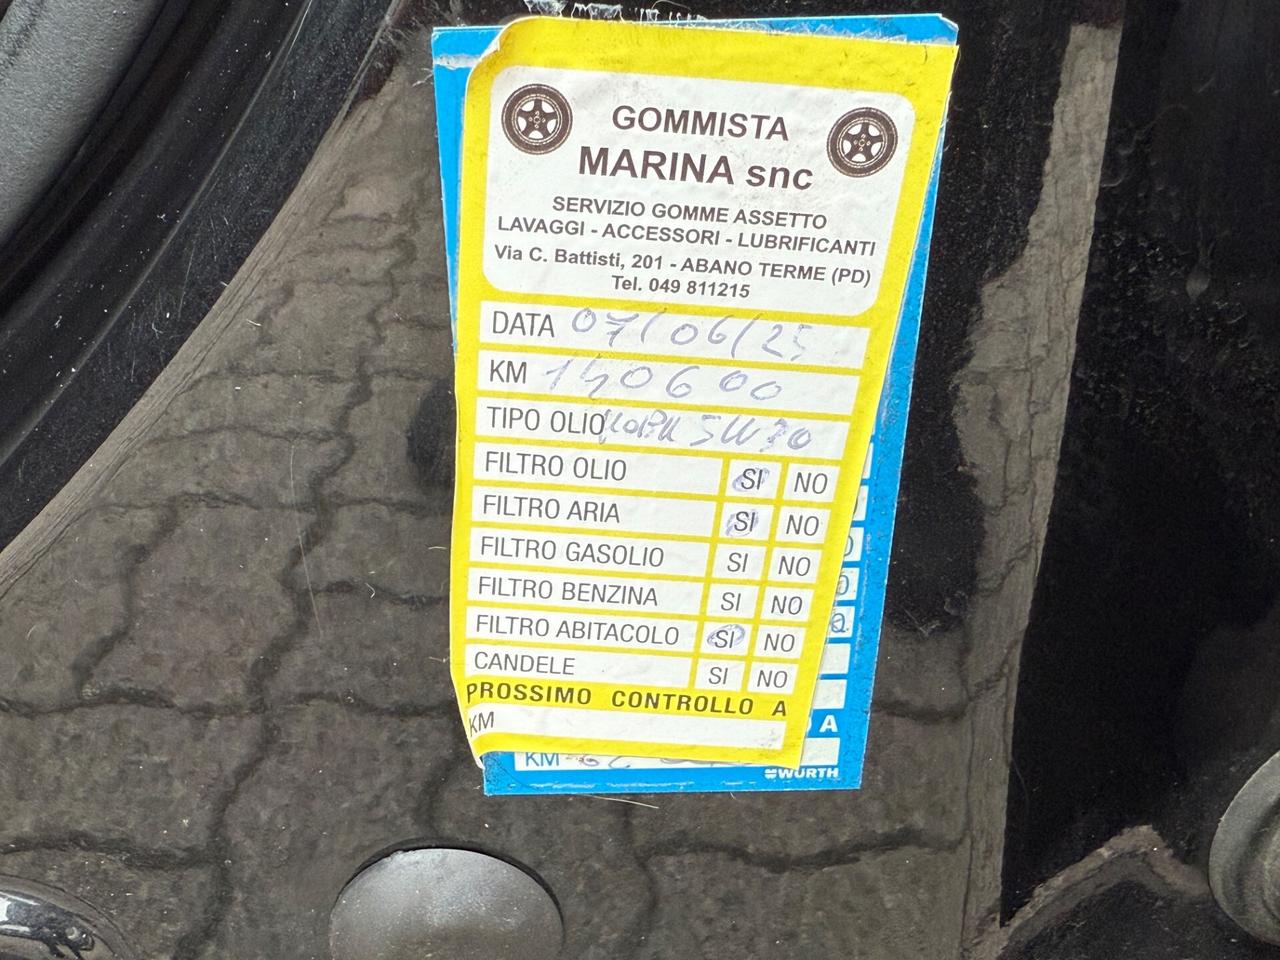 GOMMISTA
MARINA snc
SERVIZIO GOMME ASSETTO
LAVAGGI - ACCESSORI - LUBRIFICANTI
Via C. Battisti, 201 - ABANO TERME (PD)
Tel. 049 811215
DATA 07/06/25
KM 140600
TIPO OLIO 5W30
FILTRO OLIO SI NO
FILTRO ARIA SI NO
FILTRO GASOLIO SI NO
FILTRO BENZINA SI NO
FILTRO ABITACOLO SI NO
CANDELE SI NO
PROSSIMO CONTROLLO A
KM
A
KM
WÜRTH